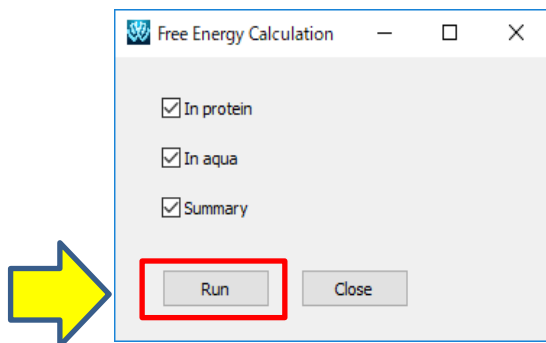 Free Energy Calculation
In protein
In aqua
Summary
Run Close